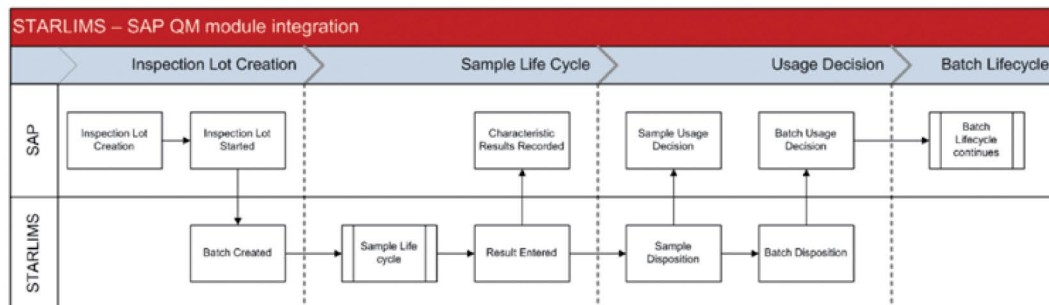 STARLIMS – SAP QM module integration
Inspection Lot Creation
Sample Life Cycle
Usage Decision
Batch Lifecycle
SAP
Inspection Lot
Creation
Inspection Lot
Started
Characteristic
Results Recorded
Sample Usage
Decision
Batch Usage
Decision
Batch
Lifecycle
continues
STARLIMS
Batch Created
Sample Life
cycle
Result Entered
Sample
Disposition
Batch Disposition